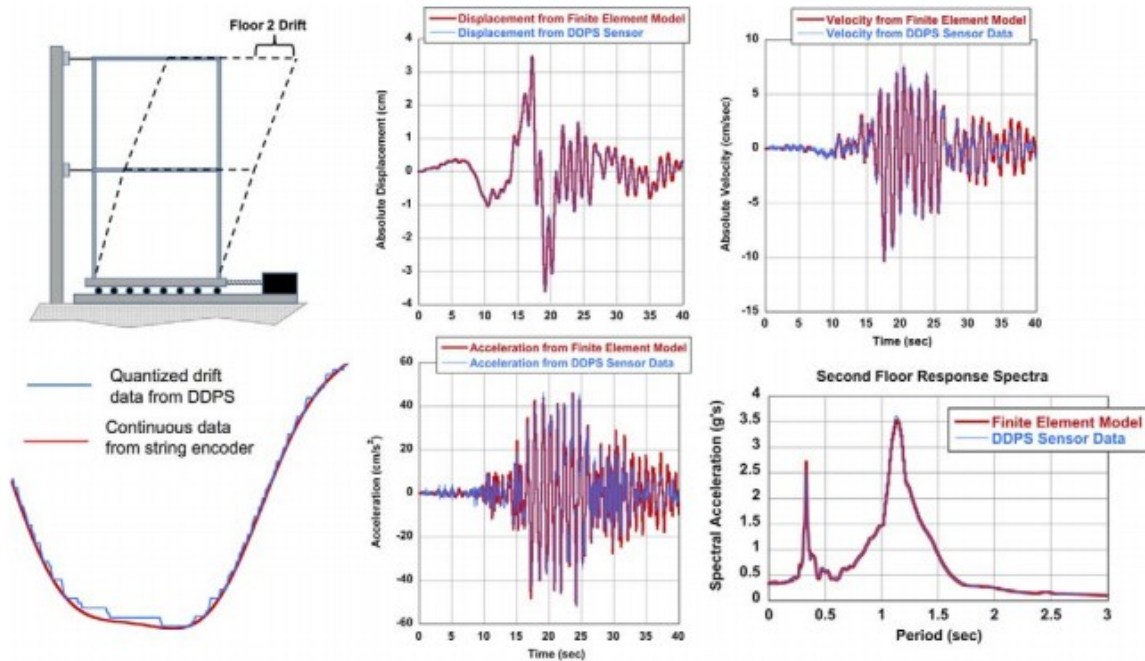 Floor 2 Drift
Quantized drift
data from DDPS
Continuous data
from string encoder
Displacement from Finite Element Model
Displacement from DDPS Sensor
Absolute Displacement (cm)
4
3
2
1
0
-1
-2
-3
-4
0 5 10 15 20 25 30 35 40
Time (sec)
Velocity from Finite Element Model
Velocity from DDPS Sensor Data
Absolute Velocity (cm/sec)
10
5
0
-5
-10
-15
0 5 10 15 20 25 30 35 40
Time (sec)
Acceleration from Finite Element Model
Acceleration from DDPS Sensor Data
Acceleration (cm/s²)
60
40
20
0
-20
-40
-60
0 5 10 15 20 25 30 35 40
Time (sec)
Second Floor Response Spectra
Finite Element Model
DDPS Sensor Data
Spectral Acceleration (g's)
4
3.5
3
2.5
2
1.5
1
0.5
0
0 0.5 1 1.5 2 2.5 3
Period (sec)